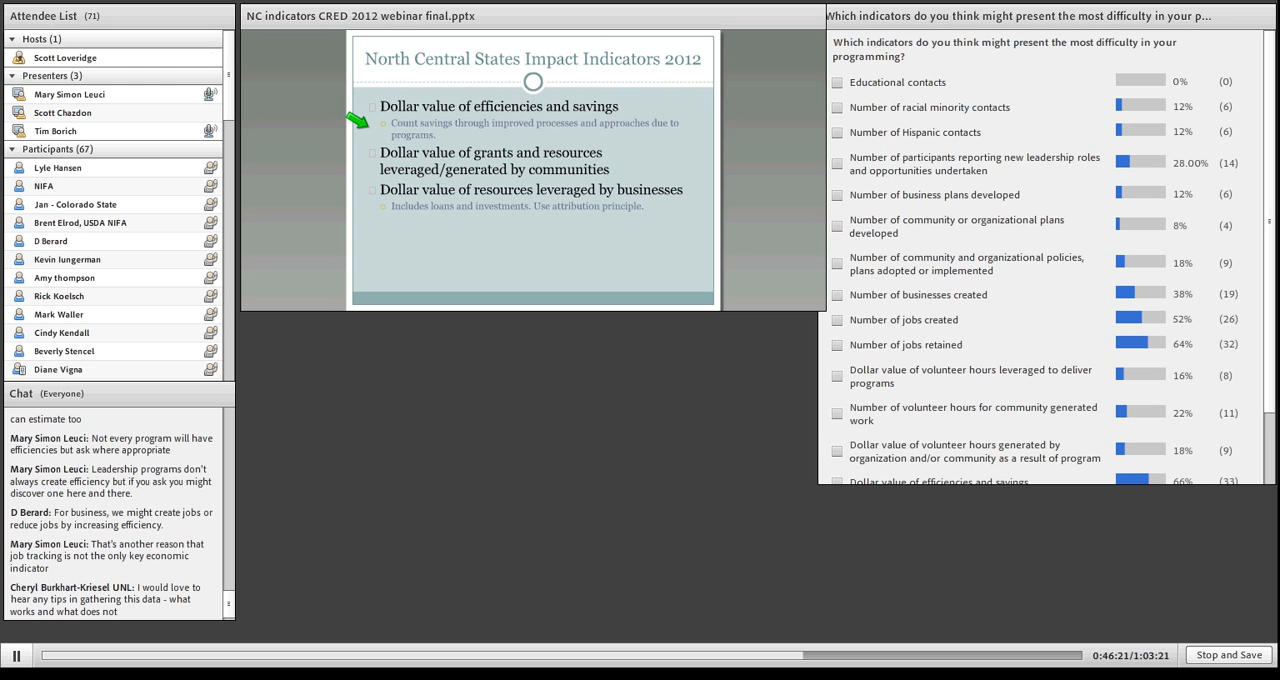 Attendee List (71)
Hosts (1)
Scott Loveridge
Presenters (3)
Mary Simon Leuci
Scott Chazdon
Tim Borich
Participants (67)
Lyle Hansen
NIFA
Jan - Colorado State
Brent Elrod, USDA NIFA
D Berard
Kevin Iungerman
Amy thompson
Rick Koelsch
Mark Waller
Cindy Kendall
Beverly Stencel
Diane Vigna
Chat (Everyone)
can estimate too
Mary Simon Leuci: Not every program will have
efficiencies but ask where appropriate
Mary Simon Leuci: Leadership programs don't
always create efficiency but if you ask you might
discover one here and there.
D Berard: For business, we might create jobs or
reduce jobs by increasing efficiency.
Mary Simon Leuci: That's another reason that
job tracking is not the only key economic
indicator
Cheryl Burkhart-Kriesel UNL: I would love to
hear any tips in gathering this data - what
works and what does not
NC indicators CRED 2012 webinar final.pptx
North Central States Impact Indicators 2012
Dollar value of efficiencies and savings
Count savings through improved processes and approaches due to
programs.
Dollar value of grants and resources
leveraged/generated by communities
Dollar value of resources leveraged by businesses
Includes loans and investments. Use attribution principle.
Which indicators do you think might present the most difficulty in your p...
Which indicators do you think might present the most difficulty in your
programming?
Educational contacts 0% (0)
Number of racial minority contacts 12% (6)
Number of Hispanic contacts 12% (6)
Number of participants reporting new leadership roles
and opportunities undertaken 28.00% (14)
Number of business plans developed 12% (6)
Number of community or organizational plans
developed 8% (4)
Number of community and organizational policies,
plans adopted or implemented 18% (9)
Number of businesses created 38% (19)
Number of jobs created 52% (26)
Number of jobs retained 64% (32)
Dollar value of volunteer hours leveraged to deliver
programs 16% (8)
Number of volunteer hours for community generated
work 22% (11)
Dollar value of volunteer hours generated by
organization and/or community as a result of program 18% (9)
Dollar value of efficiencies and savings 66% (33)
0:46:21/1:03:21
Stop and Save